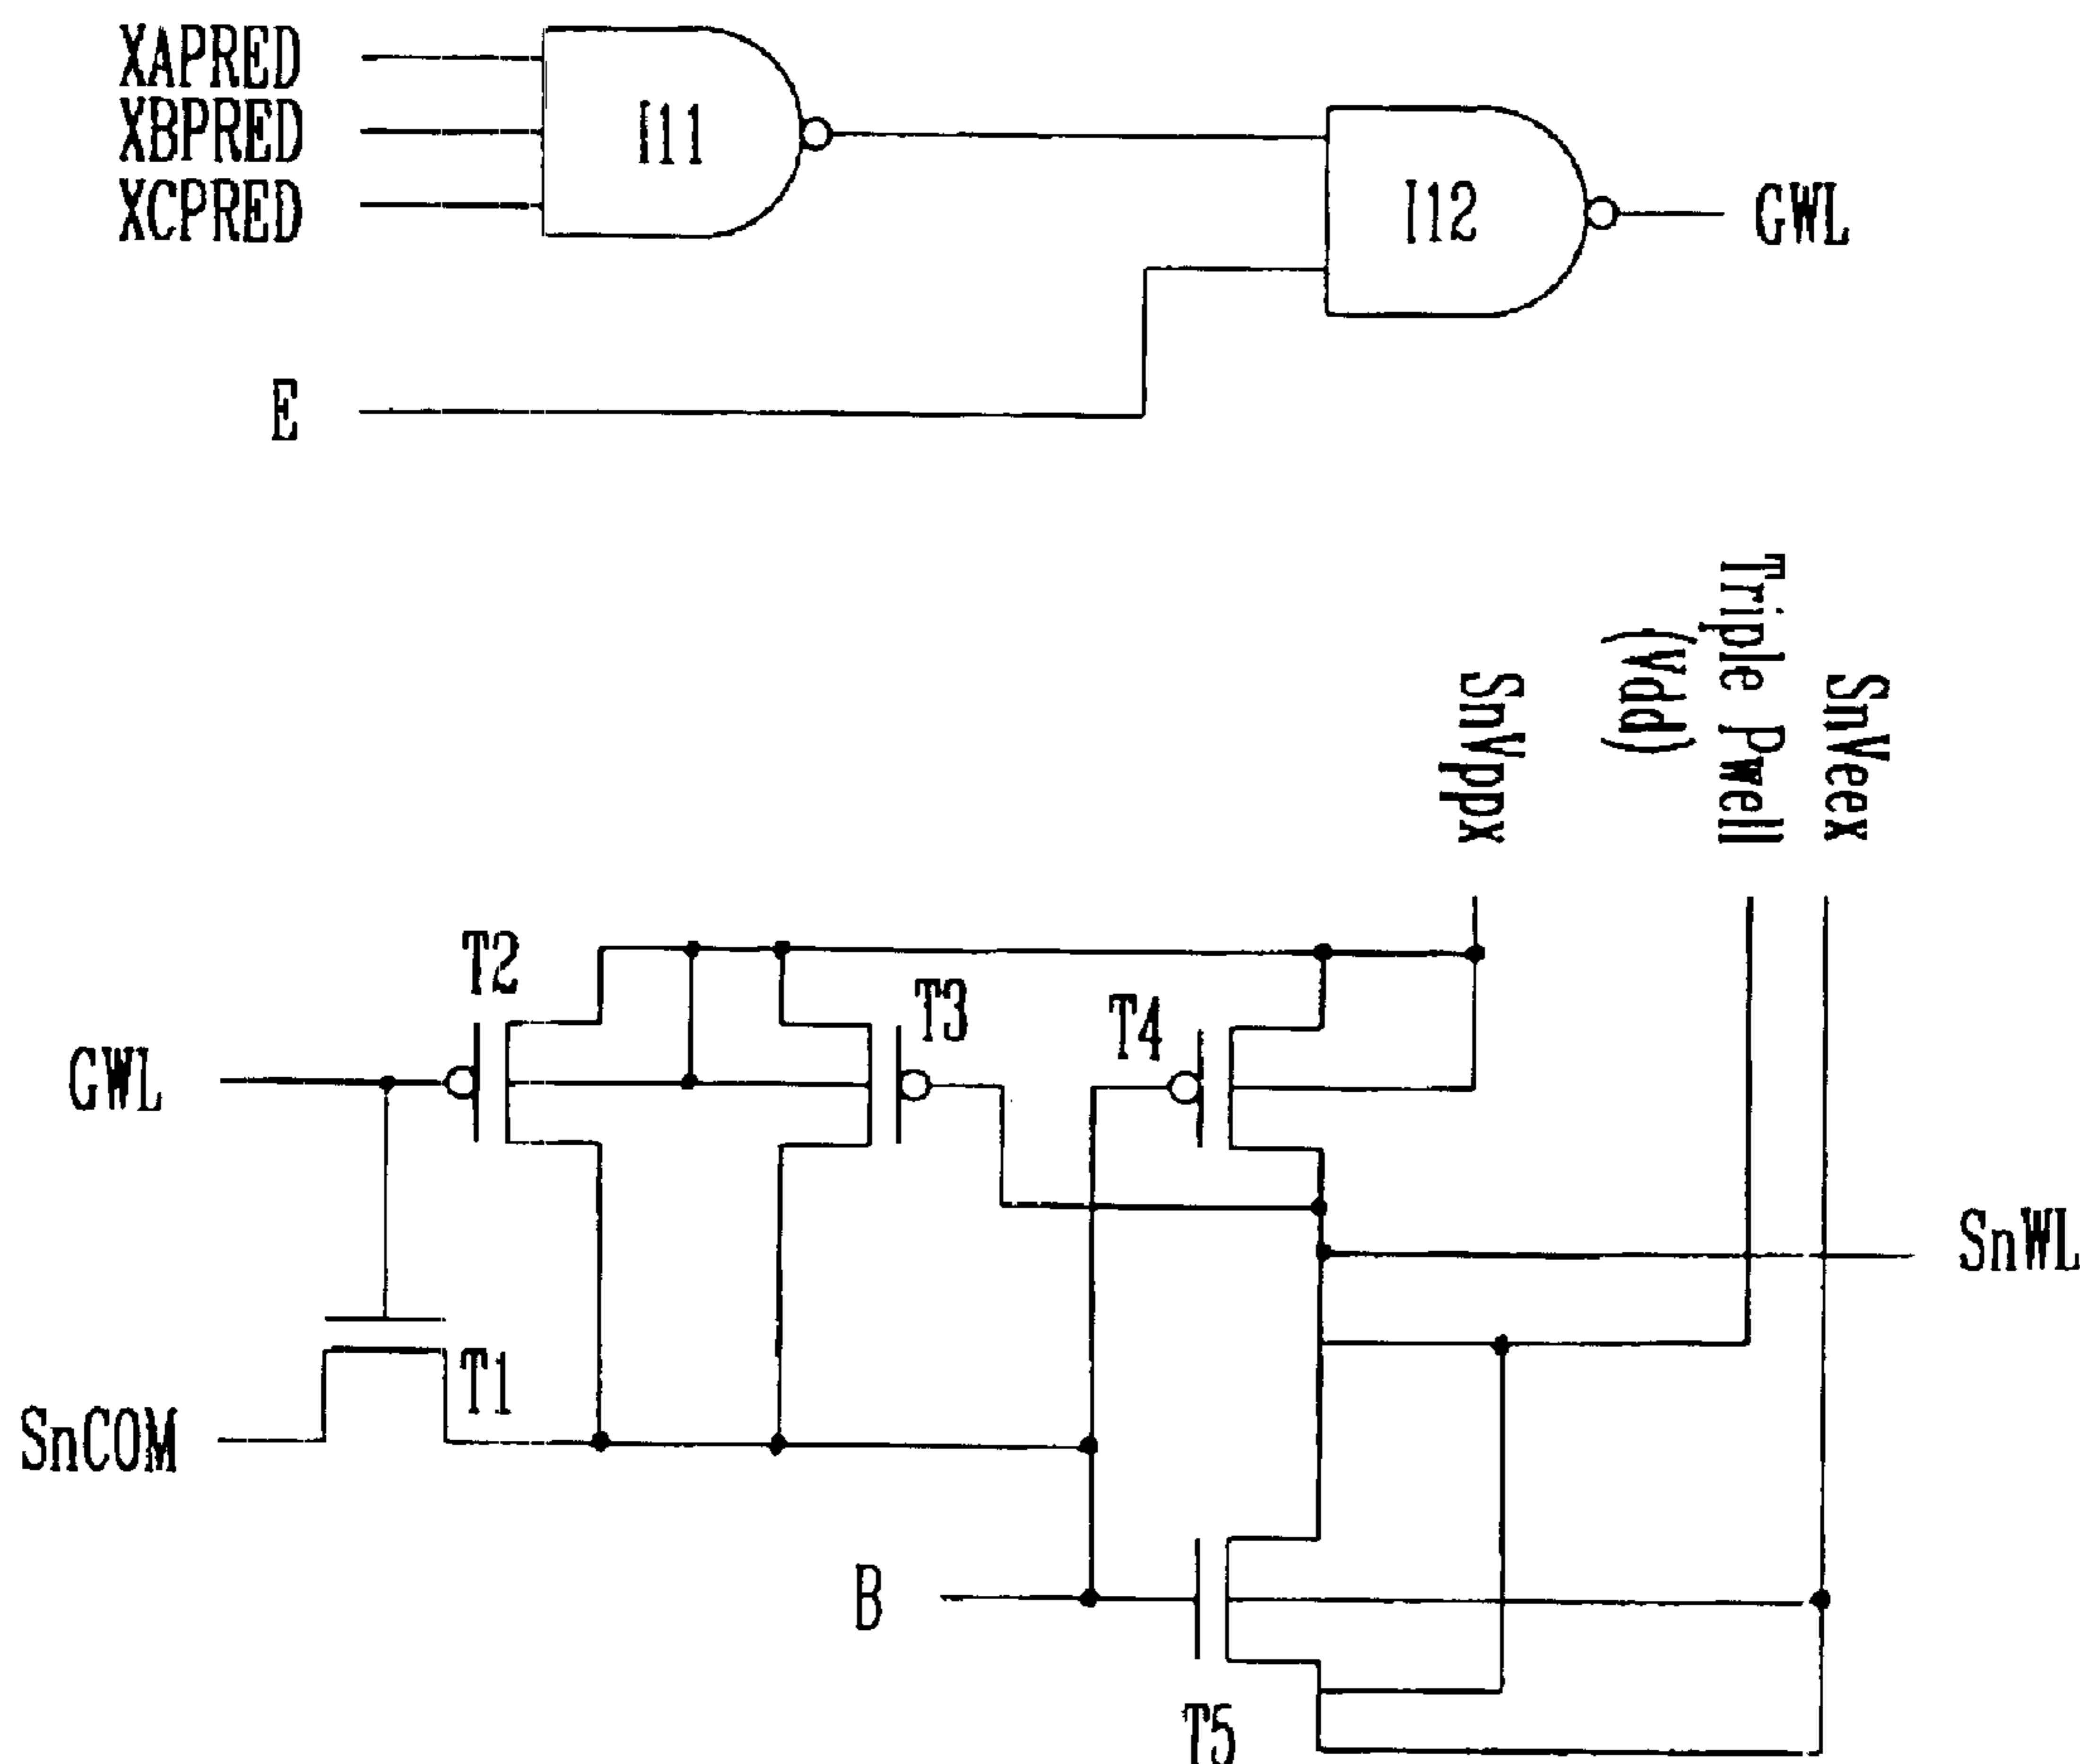 XAPRED
XBPRED
XCPRED
I11
I12
GWL
E
SnVppx
Triple Pwell
(Vdd)
SnVeex
T2
T3
T4
GWL
SnWL
T1
SnCOM
B
T5